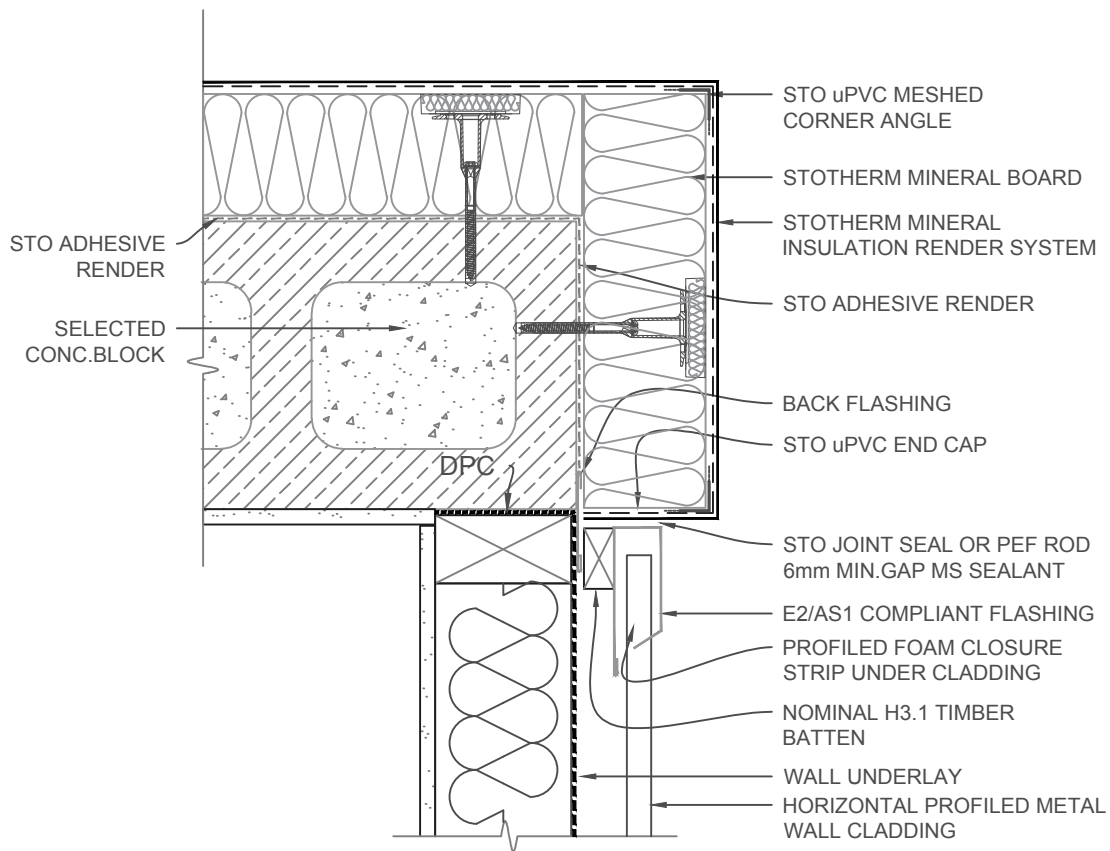 STO uPVC MESHED
CORNER ANGLE
STOTHERM MINERAL BOARD
STOTHERM MINERAL
INSULATION RENDER SYSTEM
STO ADHESIVE
RENDER
STO ADHESIVE RENDER
SELECTED
CONC.BLOCK
BACK FLASHING
STO uPVC END CAP
DPC
STO JOINT SEAL OR PEF ROD
6mm MIN.GAP MS SEALANT
E2/AS1 COMPLIANT FLASHING
PROFILED FOAM CLOSURE
STRIP UNDER CLADDING
NOMINAL H3.1 TIMBER
BATTEN
WALL UNDERLAY
HORIZONTAL PROFILED METAL
WALL CLADDING